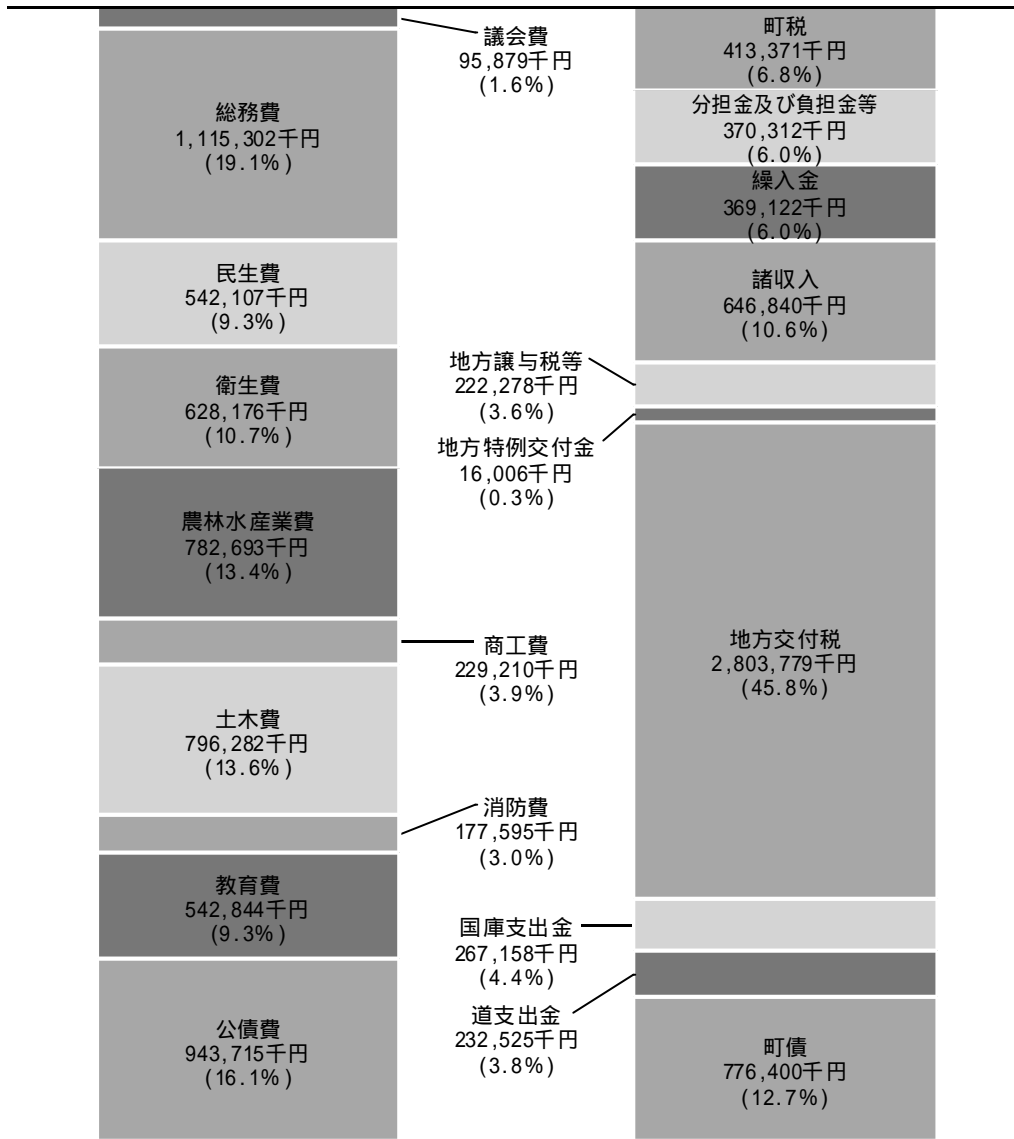 議会費
95,879千円
(1.6%)
総務費
1,115,302千円
(19.1%)
民生費
542,107千円
(9.3%)
衛生費
628,176千円
(10.7%)
農林水産業費
782,693千円
(13.4%)
商工費
229,210千円
(3.9%)
土木費
796,282千円
(13.6%)
消防費
177,595千円
(3.0%)
教育費
542,844千円
(9.3%)
公債費
943,715千円
(16.1%)
町税
413,371千円
(6.8%)
分担金及び負担金等
370,312千円
(6.0%)
繰入金
369,122千円
(6.0%)
諸収入
646,840千円
(10.6%)
地方譲与税等
222,278千円
(3.6%)
地方特例交付金
16,006千円
(0.3%)
地方交付税
2,803,779千円
(45.8%)
国庫支出金
267,158千円
(4.4%)
道支出金
232,525千円
(3.8%)
町債
776,400千円
(12.7%)